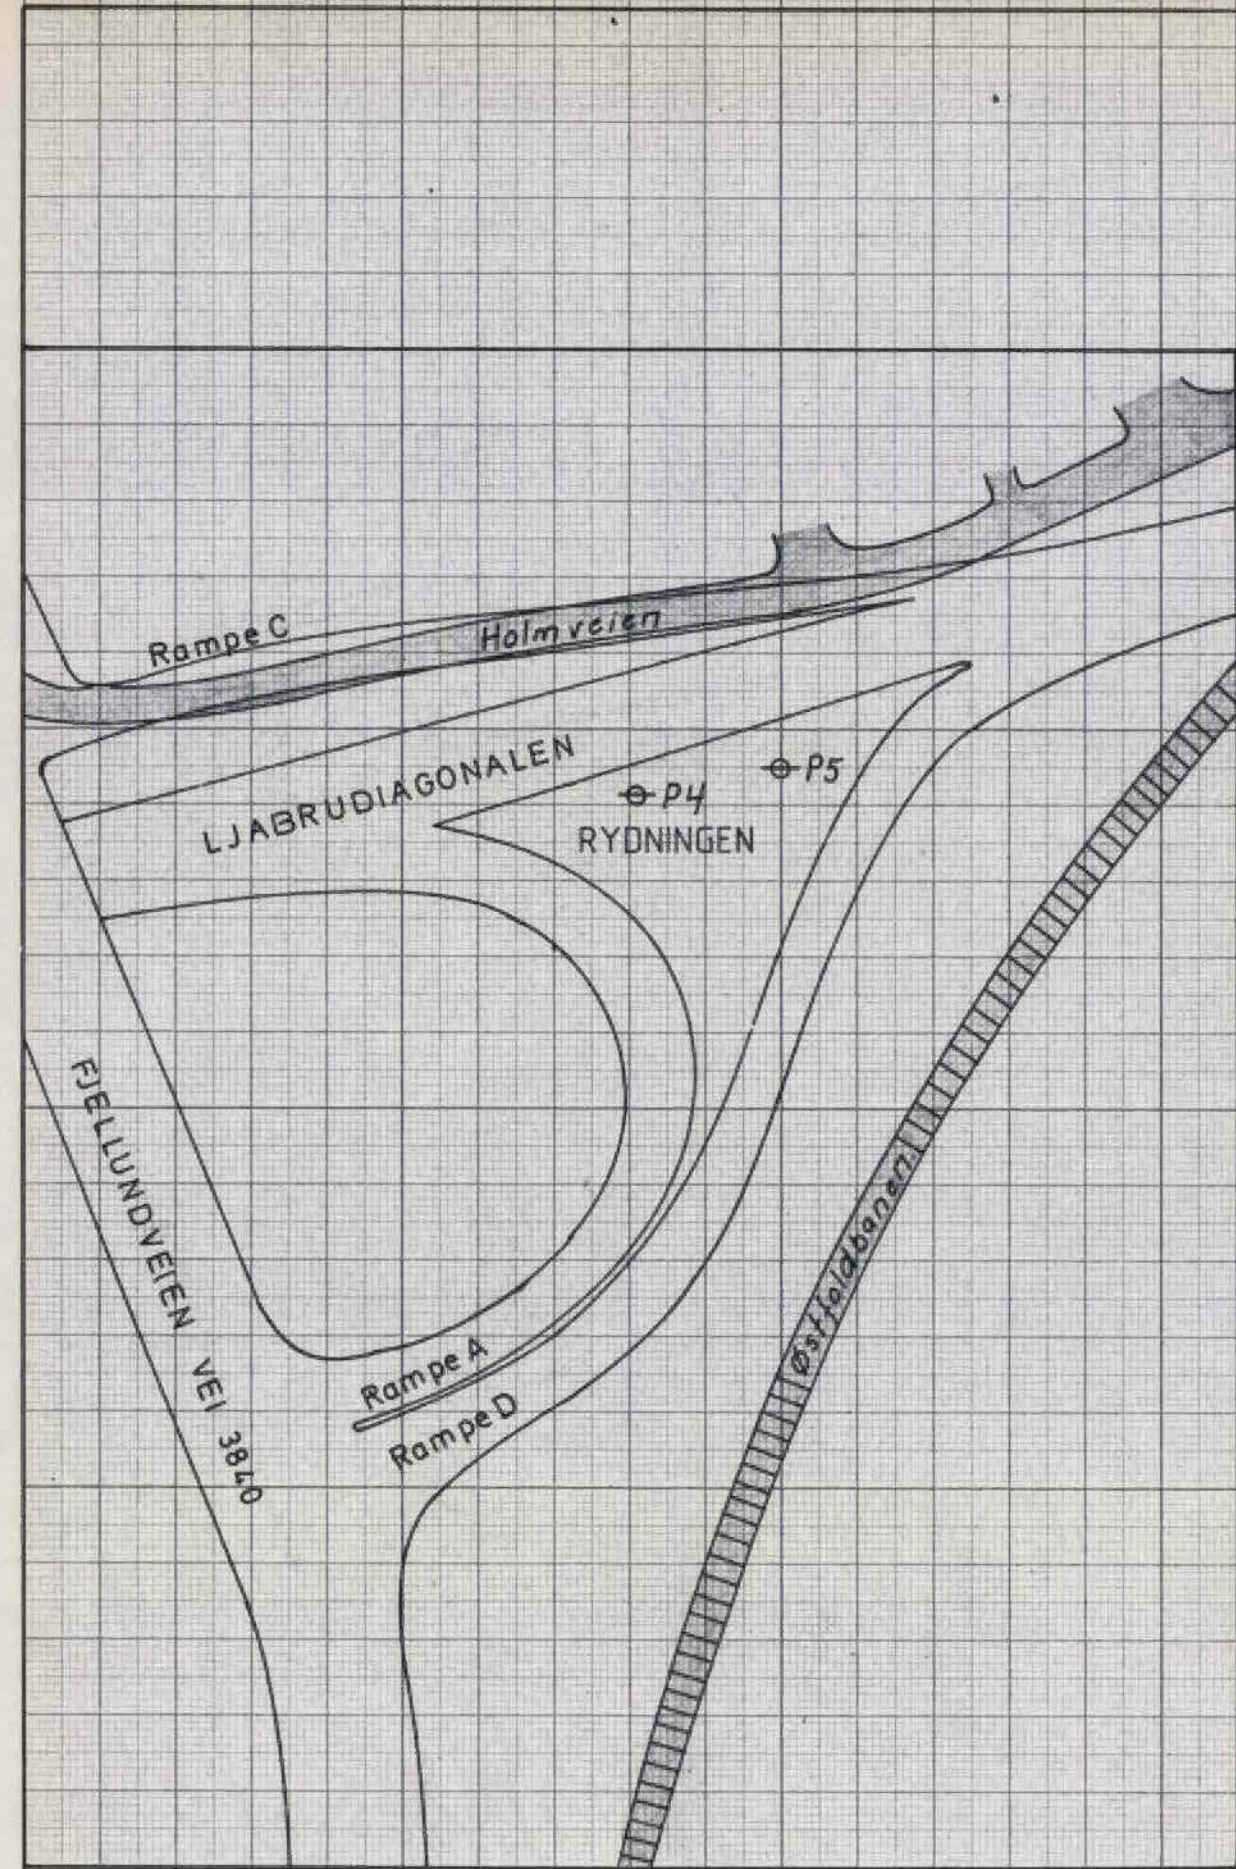 Rampe C
Holmveien
LJABRUDIAGONALEN
P5
P4
RYDNINGEN
FJELLUNDVEIEN VEI 3840
Østfoldbanen
Rampe A
Rampe D